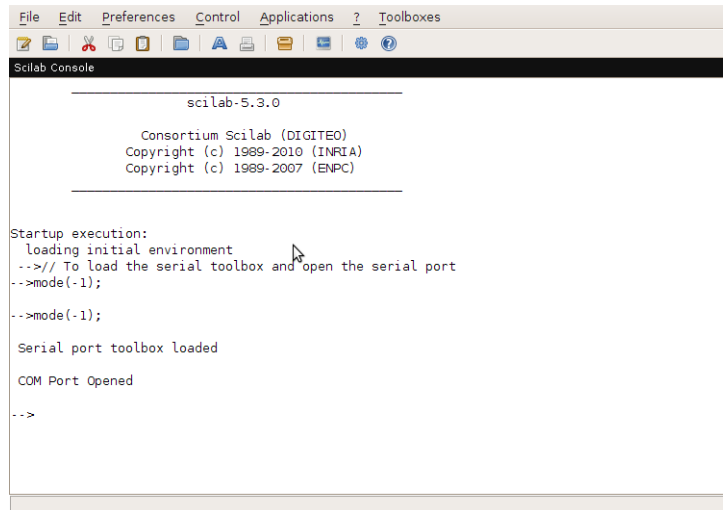 File Edit Preferences Control Applications ? Toolboxes
Scilab Console
scilab-5.3.0
Consortium Scilab (DIGITEO)
Copyright (c) 1989-2010 (INRIA)
Copyright (c) 1989-2007 (ENPC)
Startup execution:
loading initial environment
-->// To load the serial toolbox and open the serial port
-->mode(-1);
-->mode(-1);
Serial port toolbox loaded
COM Port Opened
-->